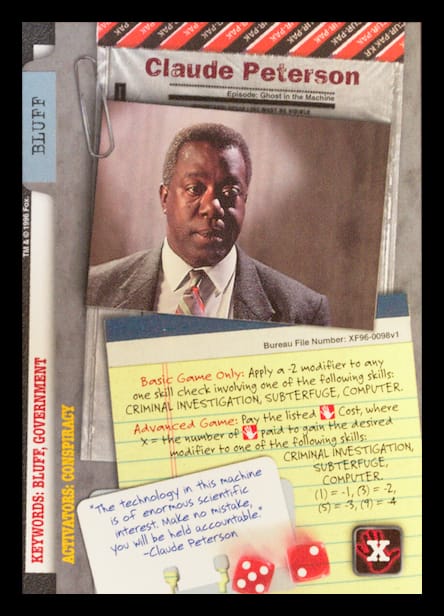 CUR-PAK-KR
CUR-PAK
Claude Peterson
Episode: Ghost in the Machine
BLUFF
TM & © 1996 Fox.
KEYWORDS: BLUFF, GOVERNMENT
ACTIVATORS: CONSPIRACY
Bureau File Number: XF96-0098v1
Basic Game Only: Apply a -2 modifier to any
one skill check involving one of the following skills:
CRIMINAL INVESTIGATION, SUBTERFUGE, COMPUTER.
Advanced Game: Pay the listed Cost, where
X = the number of paid to gain the desired
modifier to one of the following skills:
CRIMINAL INVESTIGATION,
SUBTERFUGE,
COMPUTER.
(1) = -1, (3) = -2,
(5) = -3, (9) = -4
"The technology in this machine
is of enormous scientific
interest. Make no mistake,
you will be held accountable."
-Claude Peterson
X